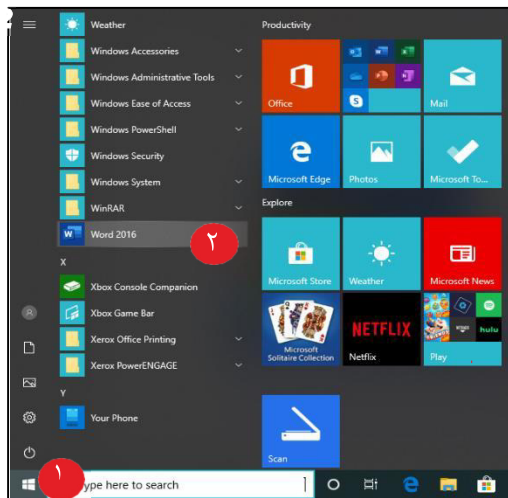 Weather
Windows Accessories
Windows Administrative Tools
Windows Ease of Access
Windows PowerShell
Windows Security
Windows System
WinRAR
Word 2016
٢
X
Xbox Console Companion
Xbox Game Bar
Xerox Office Printing
Xerox PowerENGAGE
Y
Your Phone
Productivity
Office
Mail
Microsoft Edge
Photos
Microsoft To...
Explore
Microsoft Store
Weather
Microsoft News
Microsoft
Solitaire Collection
NETFLIX
Netflix
hulu
Play
Scan
١
ype here to search